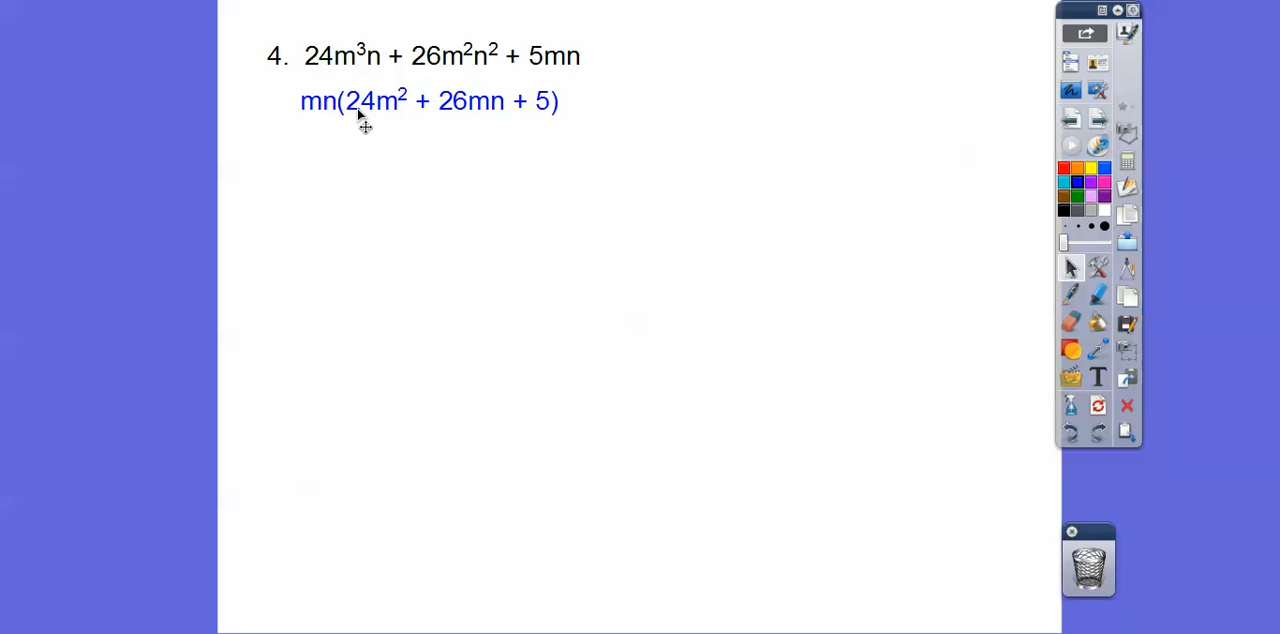 4. 24m³n + 26m²n² + 5mn
mn(24m² + 26mn + 5)
T